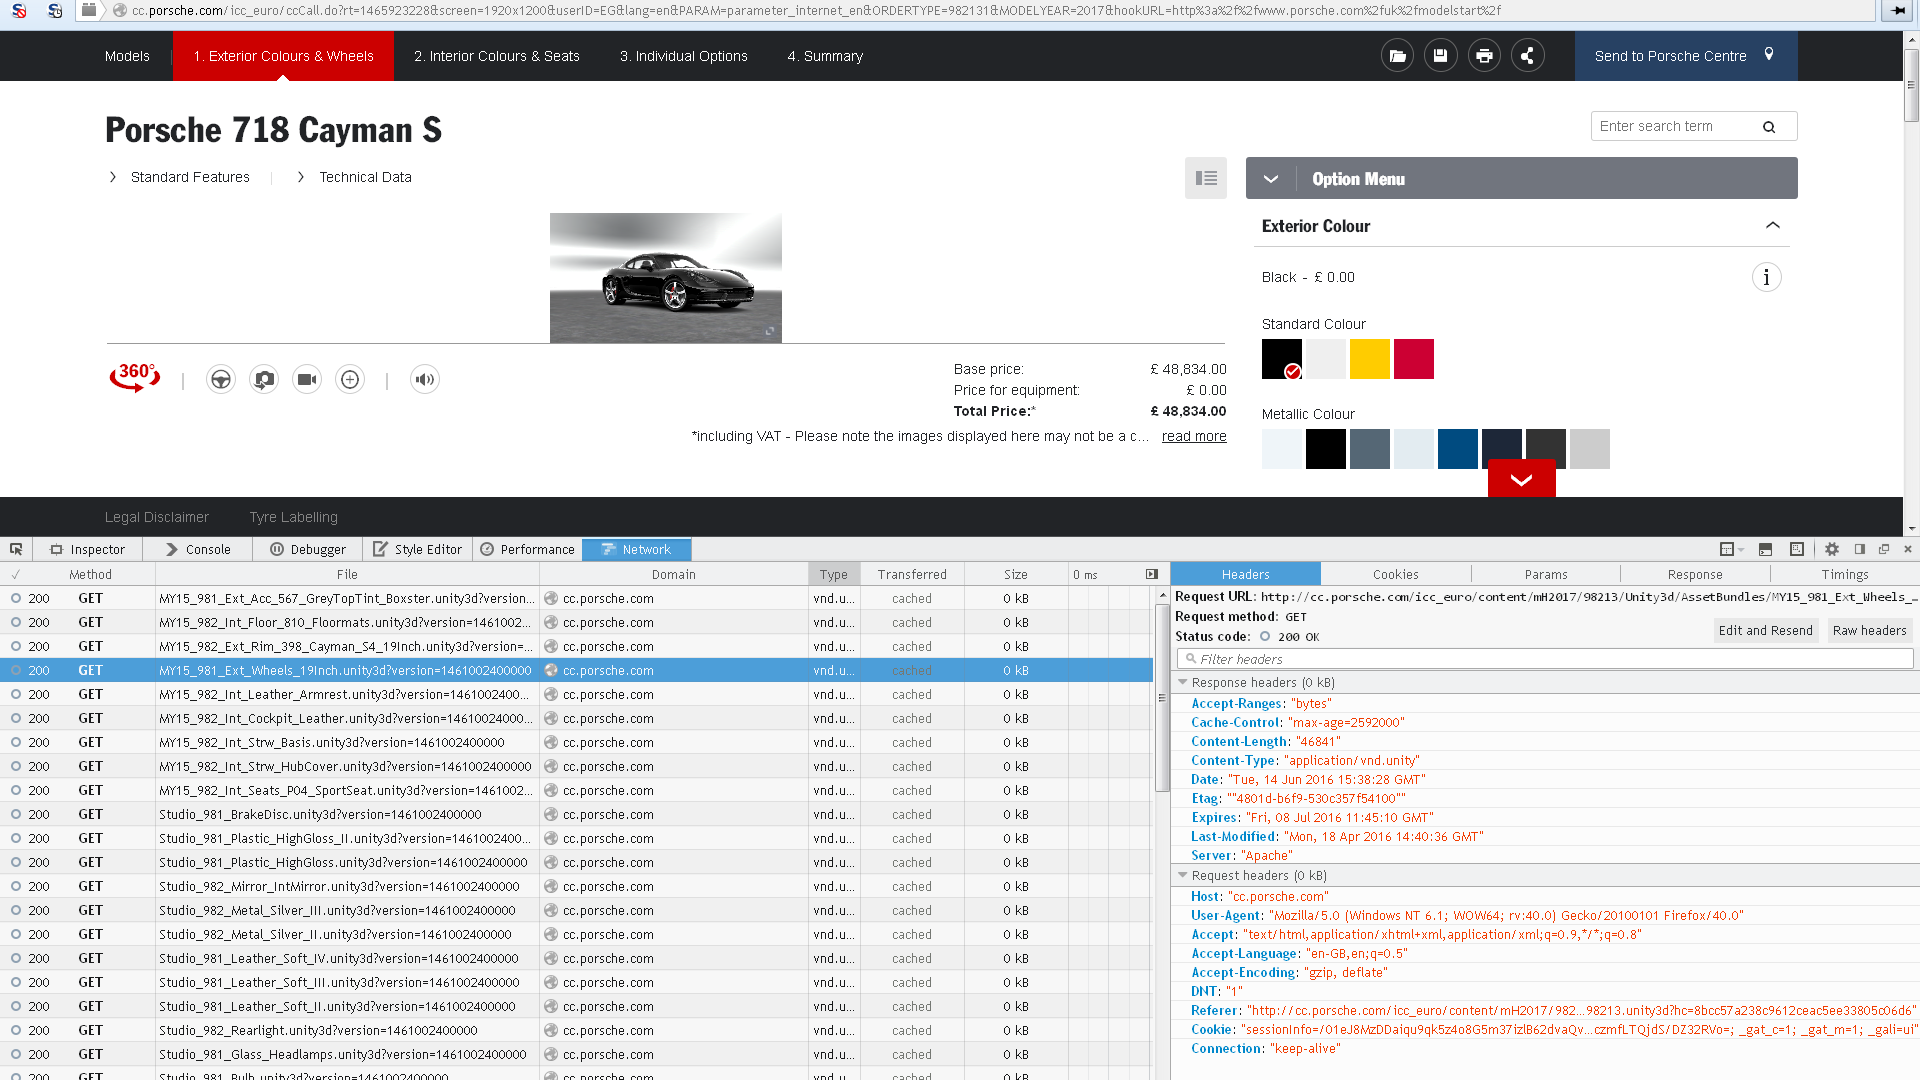 cc.porsche.com/icc_euro/ccCall.do?rt=1465923228&screen=1920x1200&userID=EG&lang=en&PARAM=parameter_internet_en&ORDERTYPE=982131&MODELYEAR=2017&hookURL=http%3a%2f%2fwww.porsche.com%2fuk%2fmodelstart%2f
Models 1. Exterior Colours & Wheels 2. Interior Colours & Seats 3. Individual Options 4. Summary Send to Porsche Centre
Porsche 718 Cayman S
Enter search term
Standard Features Technical Data
Option Menu
Exterior Colour
Black - £ 0.00
Standard Colour
360°
Base price: £ 48,834.00
Price for equipment: £ 0.00
Total Price:* £ 48,834.00
*including VAT - Please note the images displayed here may not be a c... read more
Metallic Colour
Legal Disclaimer Tyre Labelling
Inspector Console Debugger Style Editor Performance Network
✓ Method File Domain Type Transferred Size 0 ms
200 GET MY15_981_Ext_Acc_567_GreyTopTint_Boxster.unity3d?version... cc.porsche.com vnd.u... cached 0 kB
200 GET MY15_982_Int_Floor_810_Floormats.unity3d?version=1461002... cc.porsche.com vnd.u... cached 0 kB
200 GET MY15_982_Ext_Rim_398_Cayman_S4_19Inch.unity3d?version=... cc.porsche.com vnd.u... cached 0 kB
200 GET MY15_981_Ext_Wheels_19Inch.unity3d?version=1461002400000 cc.porsche.com vnd.u... cached 0 kB
200 GET MY15_982_Int_Leather_Armrest.unity3d?version=1461002400... cc.porsche.com vnd.u... cached 0 kB
200 GET MY15_982_Int_Cockpit_Leather.unity3d?version=14610024000... cc.porsche.com vnd.u... cached 0 kB
200 GET MY15_982_Int_Strw_Basis.unity3d?version=1461002400000 cc.porsche.com vnd.u... cached 0 kB
200 GET MY15_982_Int_Strw_HubCover.unity3d?version=1461002400000 cc.porsche.com vnd.u... cached 0 kB
200 GET MY15_982_Int_Seats_P04_SportSeat.unity3d?version=1461002... cc.porsche.com vnd.u... cached 0 kB
200 GET Studio_981_BrakeDisc.unity3d?version=1461002400000 cc.porsche.com vnd.u... cached 0 kB
200 GET Studio_981_Plastic_HighGloss_II.unity3d?version=1461002400... cc.porsche.com vnd.u... cached 0 kB
200 GET Studio_981_Plastic_HighGloss.unity3d?version=1461002400000 cc.porsche.com vnd.u... cached 0 kB
200 GET Studio_982_Mirror_IntMirror.unity3d?version=1461002400000 cc.porsche.com vnd.u... cached 0 kB
200 GET Studio_982_Metal_Silver_III.unity3d?version=1461002400000 cc.porsche.com vnd.u... cached 0 kB
200 GET Studio_982_Metal_Silver_II.unity3d?version=1461002400000 cc.porsche.com vnd.u... cached 0 kB
200 GET Studio_981_Leather_Soft_IV.unity3d?version=1461002400000 cc.porsche.com vnd.u... cached 0 kB
200 GET Studio_981_Leather_Soft_III.unity3d?version=1461002400000 cc.porsche.com vnd.u... cached 0 kB
200 GET Studio_981_Leather_Soft_II.unity3d?version=1461002400000 cc.porsche.com vnd.u... cached 0 kB
200 GET Studio_982_Rearlight.unity3d?version=1461002400000 cc.porsche.com vnd.u... cached 0 kB
200 GET Studio_981_Glass_Headlamps.unity3d?version=1461002400000 cc.porsche.com vnd.u... cached 0 kB
200 GET Studio_981_Bulb.unity3d?version=1461002400000 cc.porsche.com vnd.u... cached 0 kB
Headers Cookies Params Response Timings
Request URL: http://cc.porsche.com/icc_euro/content/mH2017/98213/Unity3d/AssetBundles/MY15_981_Ext_Wheels_...
Request method: GET
Status code: 200 OK Edit and Resend Raw headers
Filter headers
Response headers (0 kB)
Accept-Ranges: "bytes"
Cache-Control: "max-age=2592000"
Content-Length: "46841"
Content-Type: "application/vnd.unity"
Date: "Tue, 14 Jun 2016 15:38:28 GMT"
Etag: ""4801d-b6f9-530c357f54100""
Expires: "Fri, 08 Jul 2016 11:45:10 GMT"
Last-Modified: "Mon, 18 Apr 2016 14:40:36 GMT"
Server: "Apache"
Request headers (0 kB)
Host: "cc.porsche.com"
User-Agent: "Mozilla/5.0 (Windows NT 6.1; WOW64; rv:40.0) Gecko/20100101 Firefox/40.0"
Accept: "text/html,application/xhtml+xml,application/xml;q=0.9,*/*;q=0.8"
Accept-Language: "en-GB,en;q=0.5"
Accept-Encoding: "gzip, deflate"
DNT: "1"
Referer: "http://cc.porsche.com/icc_euro/content/mH2017/982...98213.unity3d?hc=8bcc57a238c9612ceac5ee33805c06d6"
Cookie: "sessionInfo=/01eJ8MzDDaiqu9qk5z4o8G5m37izlB62dvaQv...czmfLTQjdS/DZ32RVo=; _gat_c=1; _gat_m=1; _gali=ui"
Connection: "keep-alive"